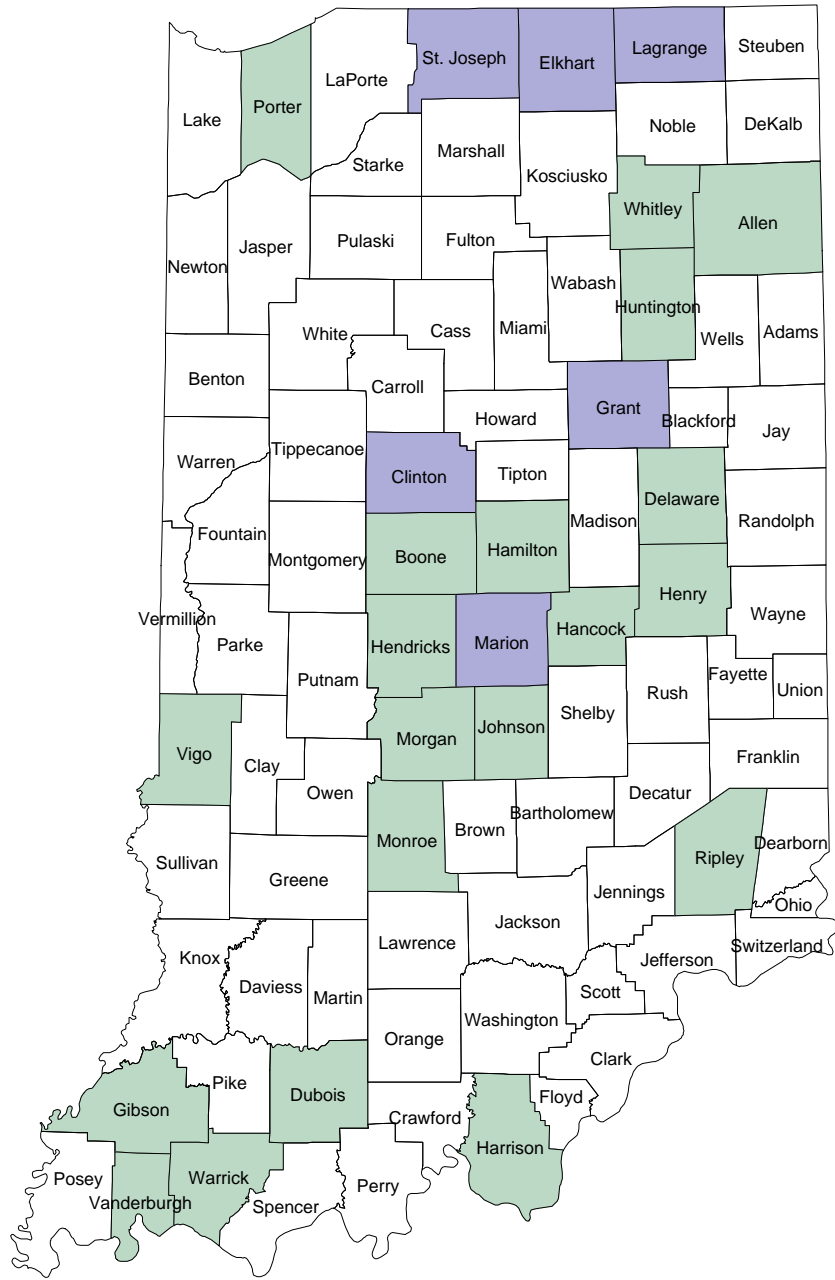 St. Joseph
Elkhart
Lagrange
Steuben
LaPorte
Porter
Lake
Noble
DeKalb
Marshall
Starke
Kosciusko
Whitley
Allen
Pulaski
Fulton
Jasper
Newton
Wabash
Huntington
White
Cass
Miami
Wells
Adams
Benton
Carroll
Grant
Howard
Blackford
Jay
Tippecanoe
Warren
Clinton
Tipton
Delaware
Madison
Randolph
Fountain
Montgomery
Boone
Hamilton
Henry
Vermillion
Parke
Hendricks
Marion
Hancock
Wayne
Putnam
Rush
Fayette
Union
Shelby
Morgan
Johnson
Vigo
Clay
Franklin
Owen
Decatur
Bartholomew
Brown
Monroe
Dearborn
Ripley
Sullivan
Greene
Jennings
Ohio
Jackson
Lawrence
Switzerland
Knox
Jefferson
Daviess
Martin
Scott
Washington
Orange
Clark
Pike
Dubois
Floyd
Gibson
Crawford
Harrison
Posey
Warrick
Perry
Vanderburgh
Spencer